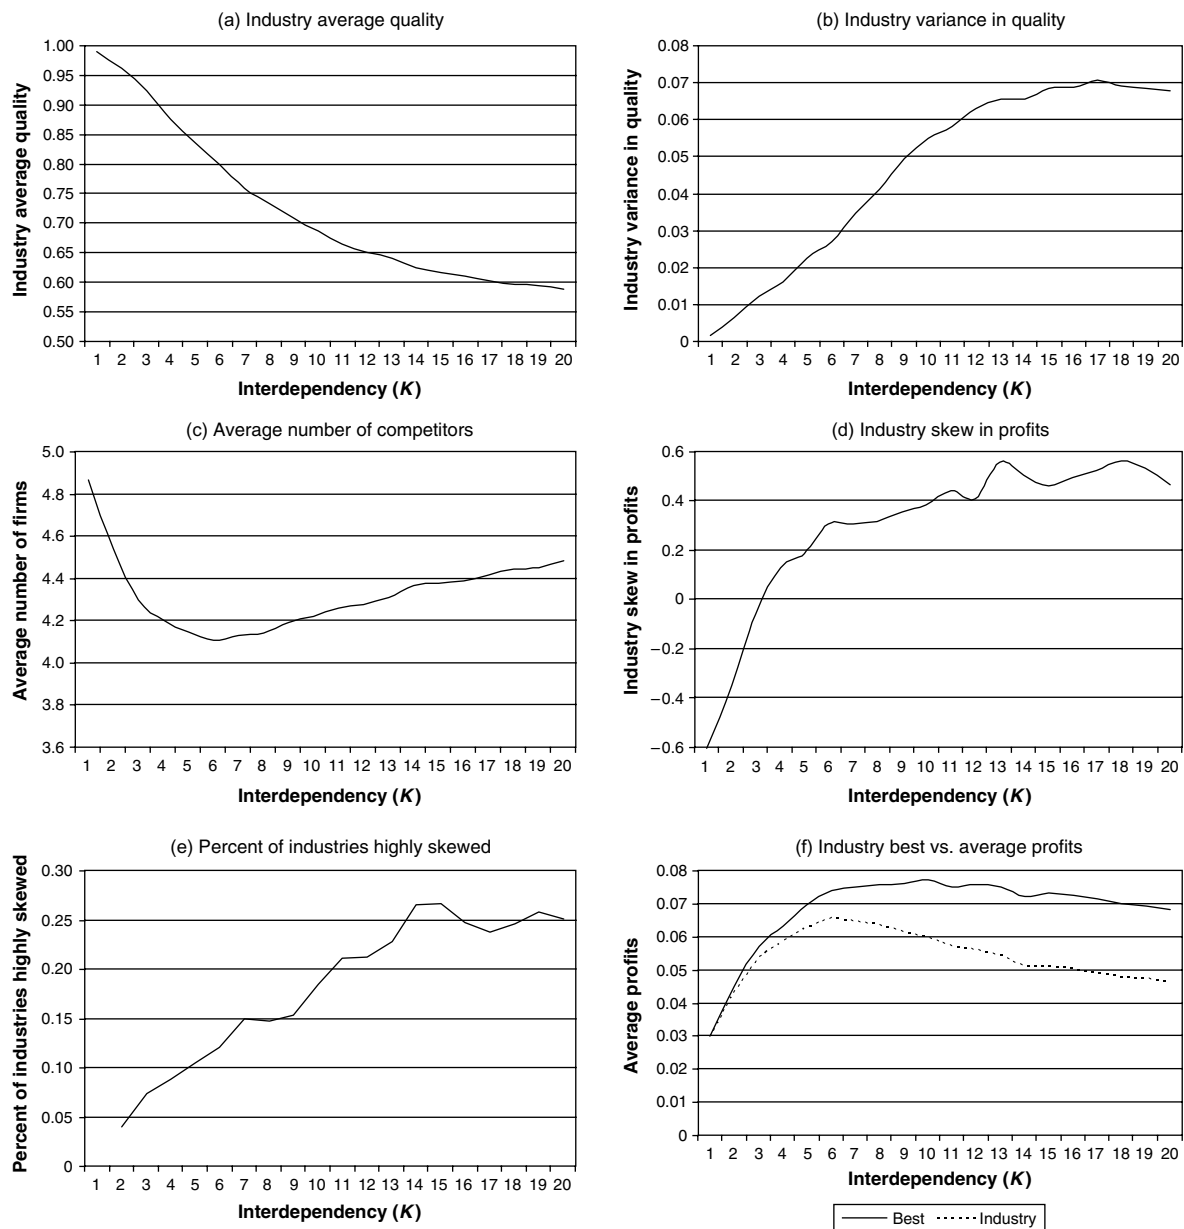 (a) Industry average quality
Industry average quality
1.00
0.95
0.90
0.85
0.80
0.75
0.70
0.65
0.60
0.55
0.50
1 2 3 4 5 6 7 8 9 10 11 12 13 14 15 16 17 18 19 20
Interdependency (K)
(b) Industry variance in quality
Industry variance in quality
0.08
0.07
0.06
0.05
0.04
0.03
0.02
0.01
0
1 2 3 4 5 6 7 8 9 10 11 12 13 14 15 16 17 18 19 20
Interdependency (K)
(c) Average number of competitors
Average number of firms
5.0
4.8
4.6
4.4
4.2
4.0
3.8
3.6
1 2 3 4 5 6 7 8 9 10 11 12 13 14 15 16 17 18 19 20
Interdependency (K)
(d) Industry skew in profits
Industry skew in profits
0.6
0.4
0.2
0
−0.2
−0.4
−0.6
1 2 3 4 5 6 7 8 9 10 11 12 13 14 15 16 17 18 19 20
Interdependency (K)
(e) Percent of industries highly skewed
Percent of industries highly skewed
0.30
0.25
0.20
0.15
0.10
0.05
0
1 2 3 4 5 6 7 8 9 10 11 12 13 14 15 16 17 18 19 20
Interdependency (K)
(f) Industry best vs. average profits
Average profits
0.08
0.07
0.06
0.05
0.04
0.03
0.02
0.01
0
1 2 3 4 5 6 7 8 9 10 11 12 13 14 15 16 17 18 19 20
Interdependency (K)
Best Industry